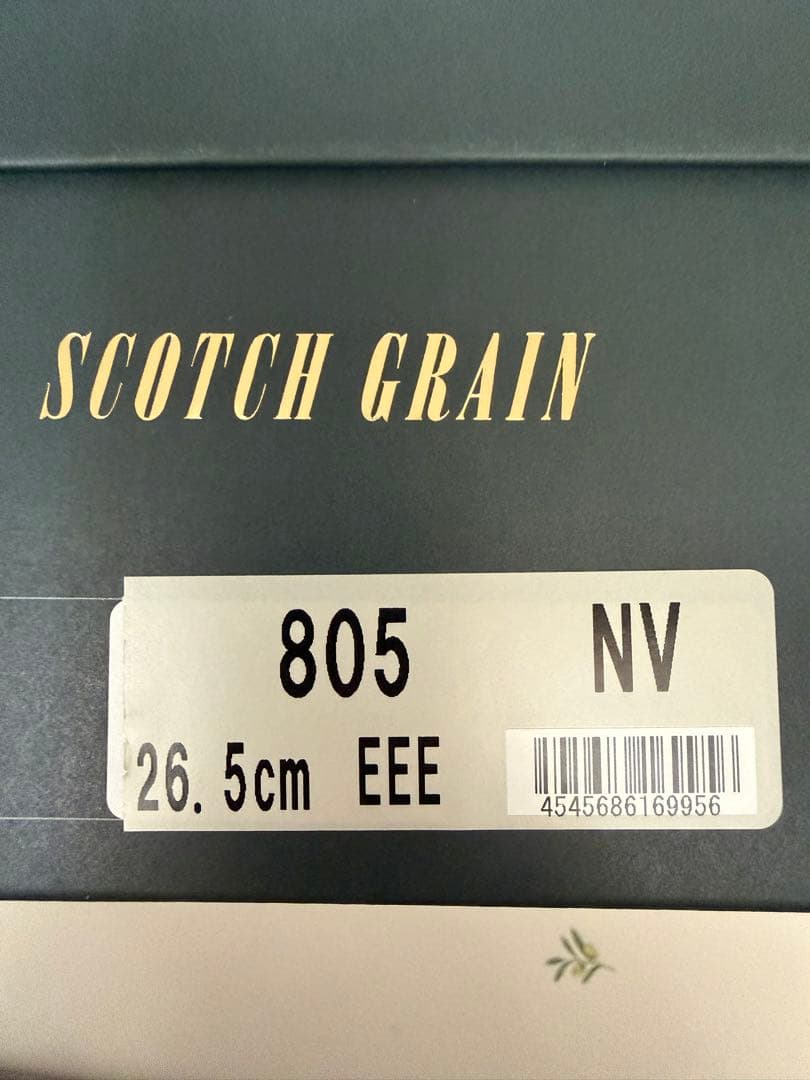 SCOTCH GRAIN
805 NV
26.5cm EEE
4545686169956